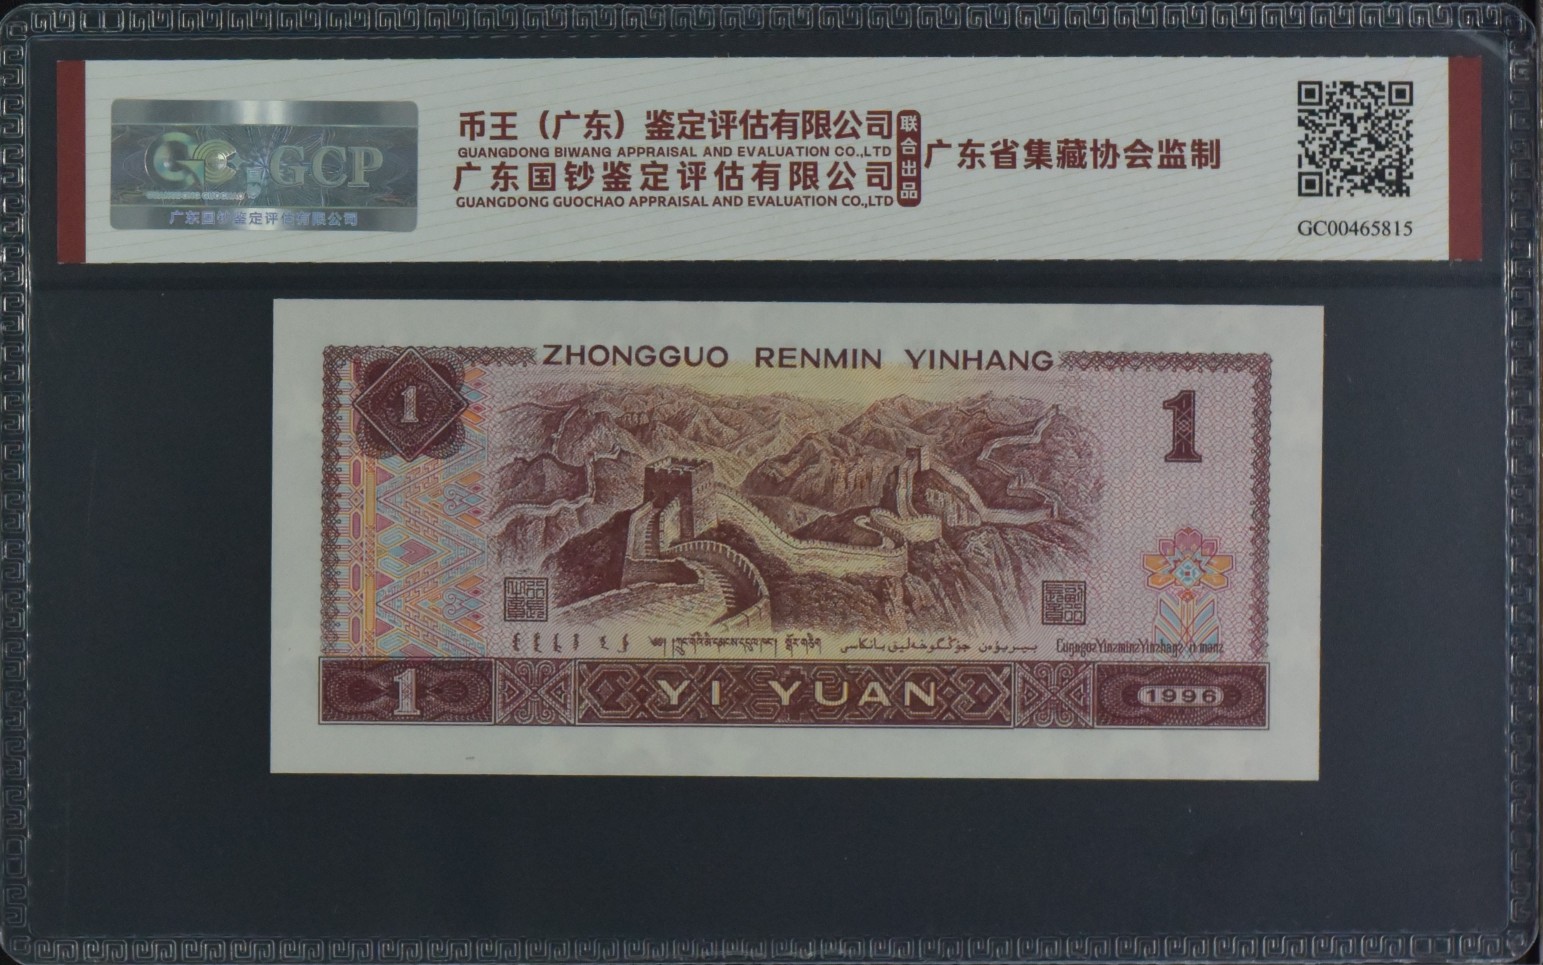 GCP
广东国钞鉴定评估有限公司
币王（广东）鉴定评估有限公司
GUANGDONG BIWANG APPRAISAL AND EVALUATION CO.,LTD
广东国钞鉴定评估有限公司
GUANGDONG GUOCHAO APPRAISAL AND EVALUATION CO.,LTD
联合出品
广东省集藏协会监制
GC00465815
ZHONGGUO RENMIN YINHANG
1
1
1
YI YUAN
1996